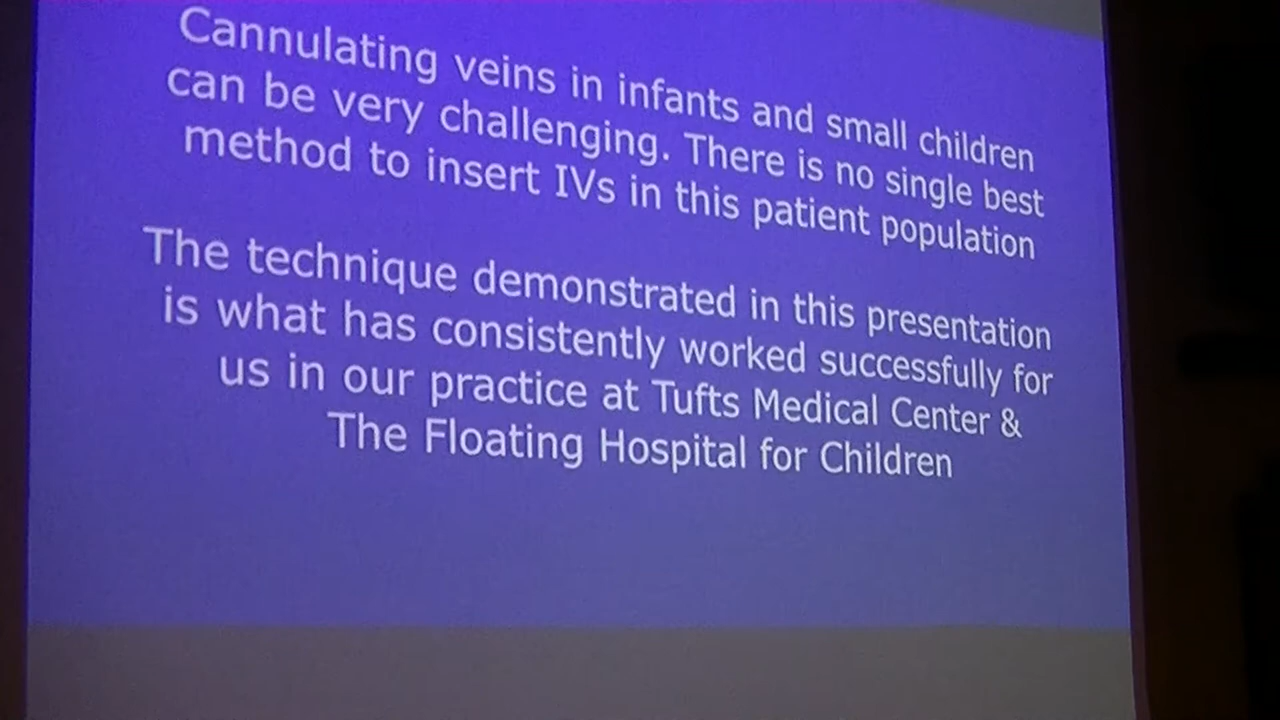 Cannulating veins in infants and small children
can be very challenging. There is no single best
method to insert IVs in this patient population
The technique demonstrated in this presentation
is what has consistently worked successfully for
us in our practice at Tufts Medical Center &
The Floating Hospital for Children